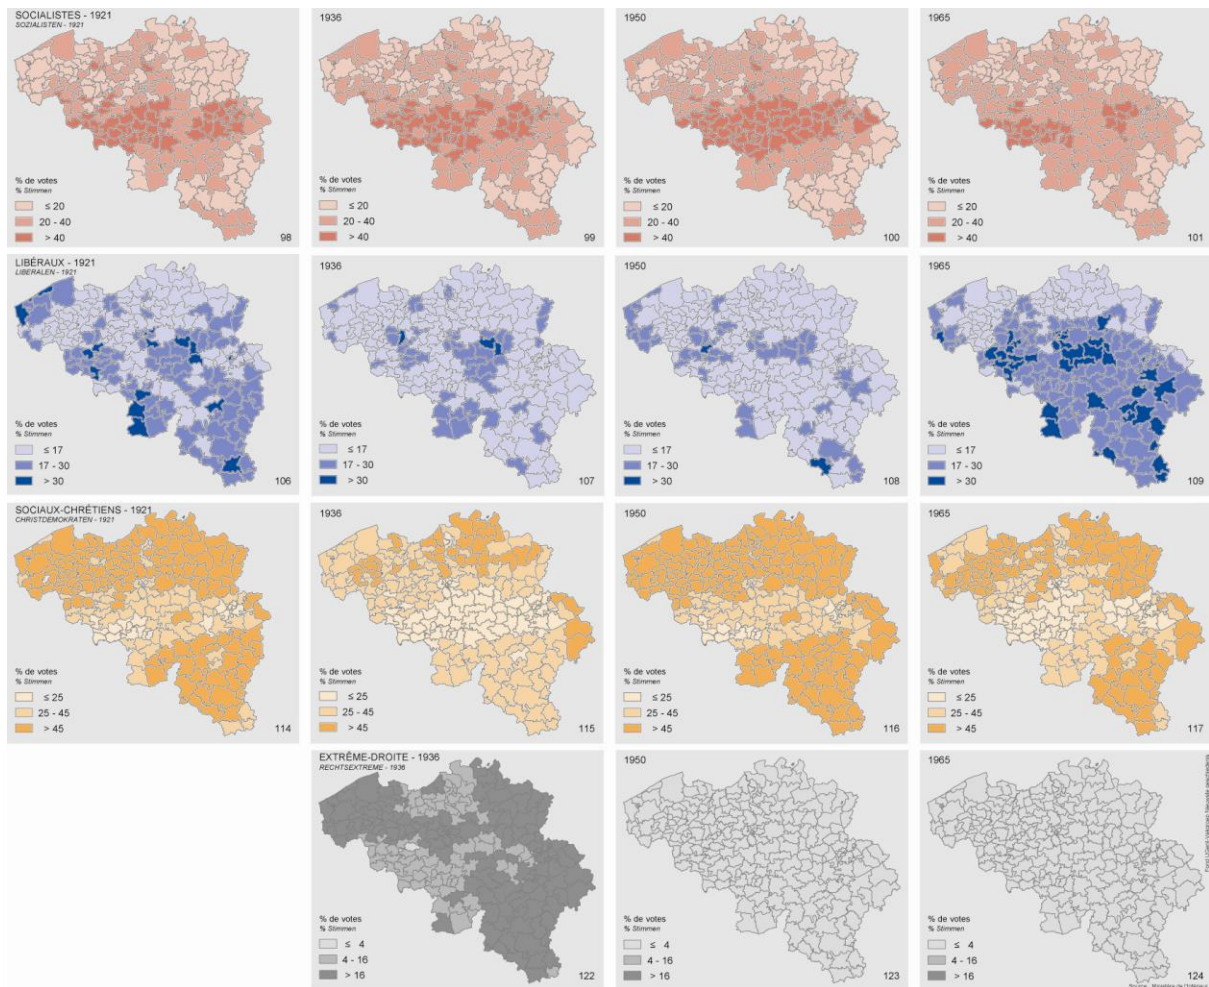 SOCIALISTES - 1921
SOZIALISTEN - 1921
% de votes
% Stimmen
≤ 20
20 - 40
> 40
98
1936
% de votes
% Stimmen
≤ 20
20 - 40
> 40
99
1950
% de votes
% Stimmen
≤ 20
20 - 40
> 40
100
1965
% de votes
% Stimmen
≤ 20
20 - 40
> 40
101
LIBÉRAUX - 1921
LIBERALEN - 1921
% de votes
% Stimmen
≤ 17
17 - 30
> 30
106
1936
% de votes
% Stimmen
≤ 17
17 - 30
> 30
107
1950
% de votes
% Stimmen
≤ 17
17 - 30
> 30
108
1965
% de votes
% Stimmen
≤ 17
17 - 30
> 30
109
SOCIAUX-CHRÉTIENS - 1921
CHRISTDEMOKRATEN - 1921
% de votes
% Stimmen
≤ 25
25 - 45
> 45
114
1936
% de votes
% Stimmen
≤ 25
25 - 45
> 45
115
1950
% de votes
% Stimmen
≤ 25
25 - 45
> 45
116
1965
% de votes
% Stimmen
≤ 25
25 - 45
> 45
117
EXTRÊME-DROITE - 1936
RECHTSEXTREME - 1936
% de votes
% Stimmen
≤ 4
4 - 16
> 16
122
1950
% de votes
% Stimmen
≤ 4
4 - 16
> 16
123
1965
% de votes
% Stimmen
≤ 4
4 - 16
> 16
124